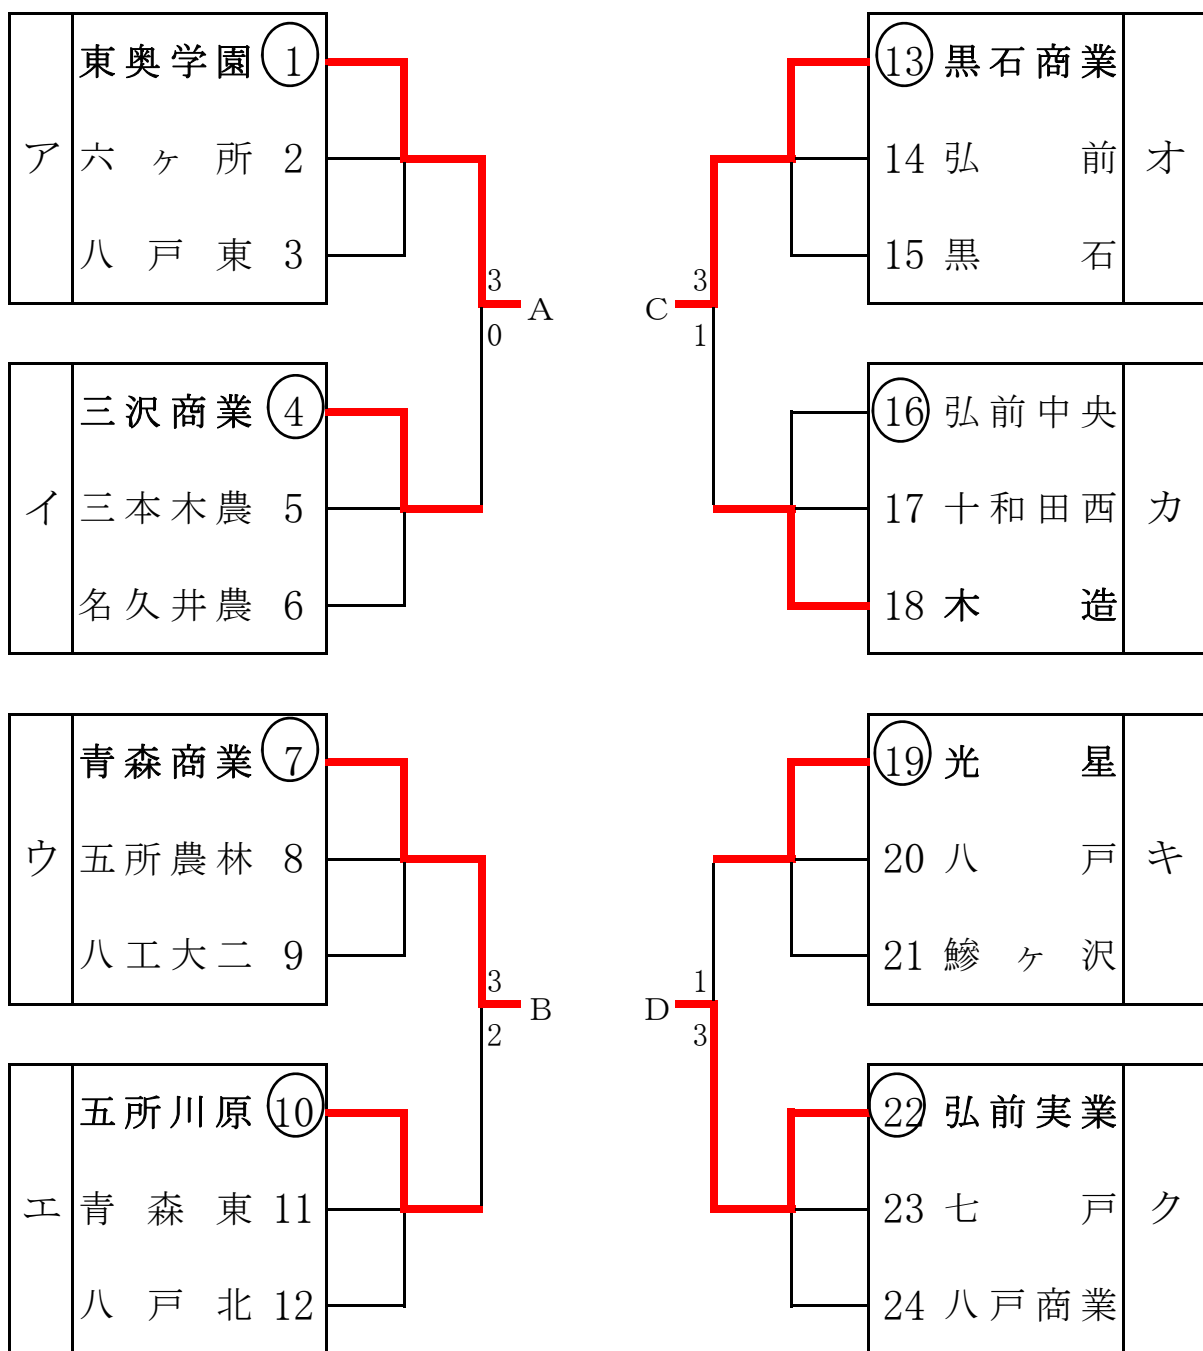 東奥学園 1
ア 六ヶ所 2
八戸東 3
3
A
0
三沢商業 4
イ 三本木農 5
名久井農 6
青森商業 7
ウ 五所農林 8
八工大二 9
3
B
2
五所川原 10
エ 青森東 11
八戸北 12
13 黒石商業
14 弘前 オ
15 黒石
3
C
1
16 弘前中央
17 十和田西 カ
18 木造
19 光星
20 八戸 キ
21 鰺ヶ沢
1
D
3
22 弘前実業
23 七戸 ク
24 八戸商業